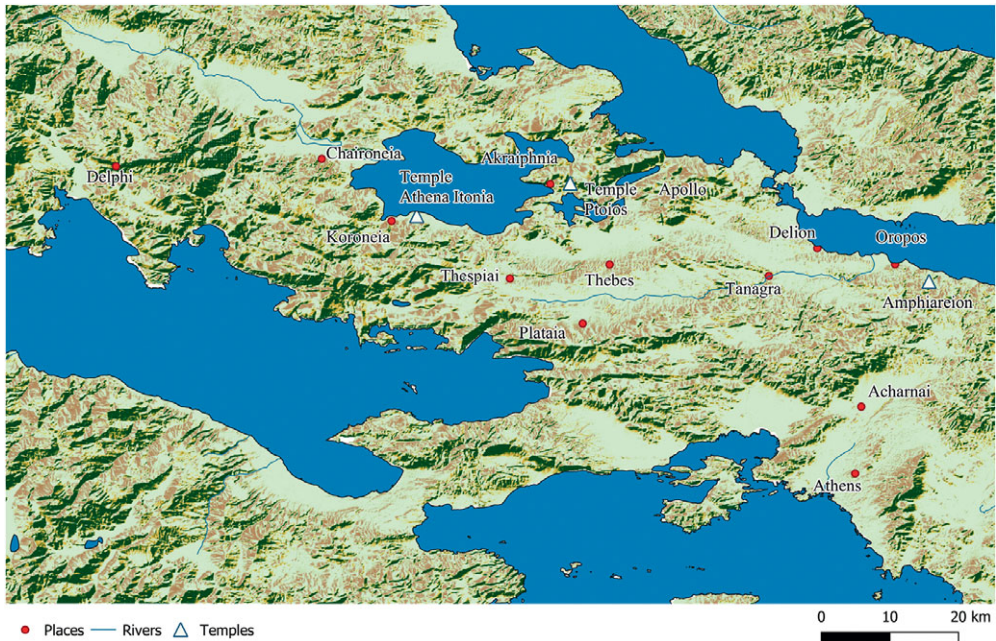 Chaironeia
Delphi
Akraiphnia
Temple
Athena Itonia
Temple Apollo
Ptoios
Koroneia
Delion
Oropos
Thespiai
Thebes
Tanagra
Amphiareion
Plataia
Acharnai
Athens
0 10 20 km
Places Rivers Temples